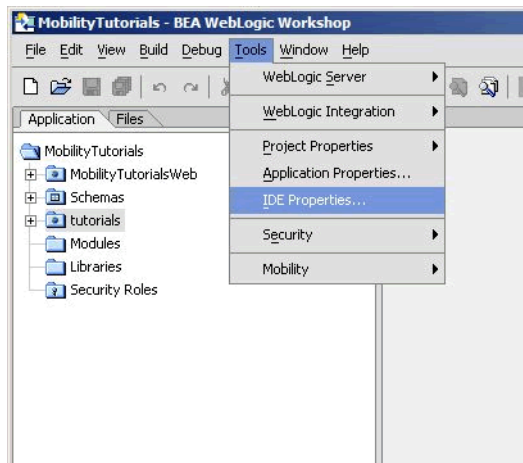 MobilityTutorials - BEA WebLogic Workshop
File Edit View Build Debug Tools Window Help
WebLogic Server
WebLogic Integration
Project Properties
Application Properties...
IDE Properties...
Security
Mobility
Application Files
MobilityTutorials
MobilityTutorialsWeb
Schemas
tutorials
Modules
Libraries
Security Roles